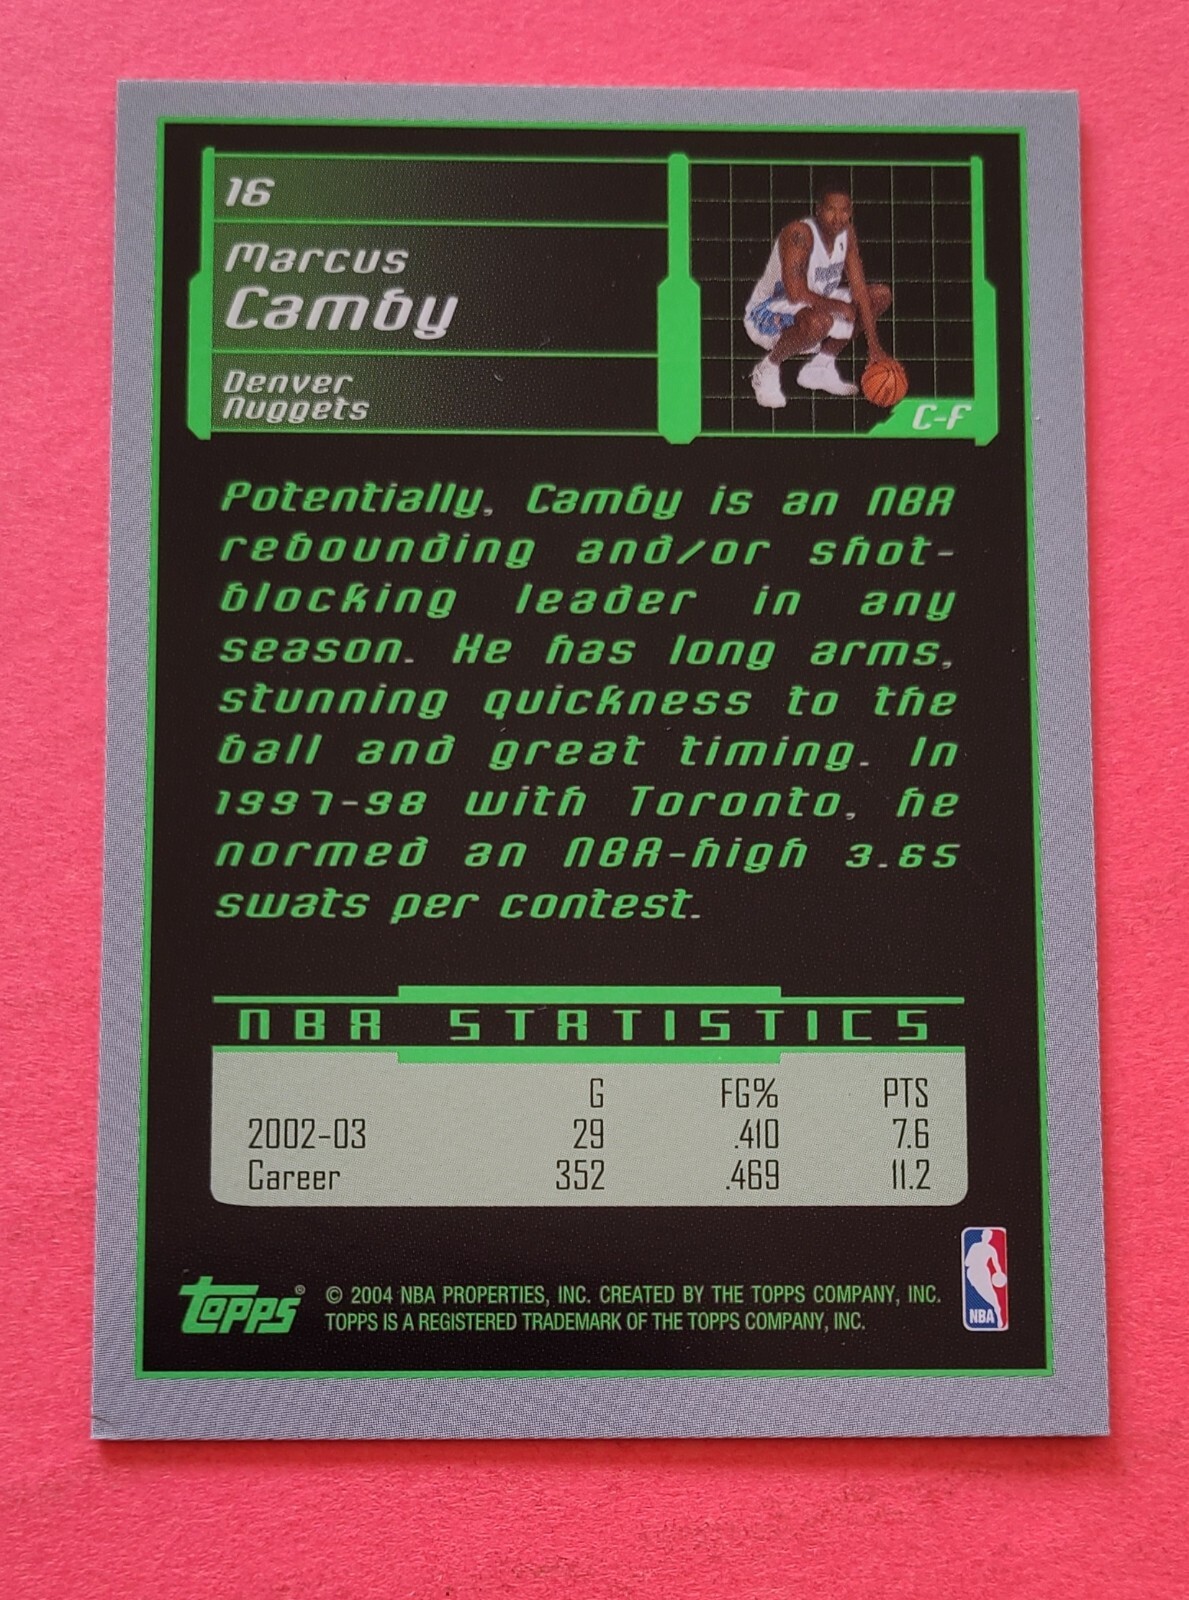 16
Marcus
Camby
Denver
Nuggets
C-F
Potentially, Camby is an NBA
rebounding and/or shot-
blocking leader in any
season. He has long arms,
stunning quickness to the
ball and great timing. In
1997-98 with Toronto, he
normed an NBA-high 3.65
swats per contest.
NBA STATISTICS
G FG% PTS
2002-03 29 .410 7.6
Career 352 .469 11.2
Topps® © 2004 NBA PROPERTIES, INC. CREATED BY THE TOPPS COMPANY, INC.
TOPPS IS A REGISTERED TRADEMARK OF THE TOPPS COMPANY, INC.
NBA